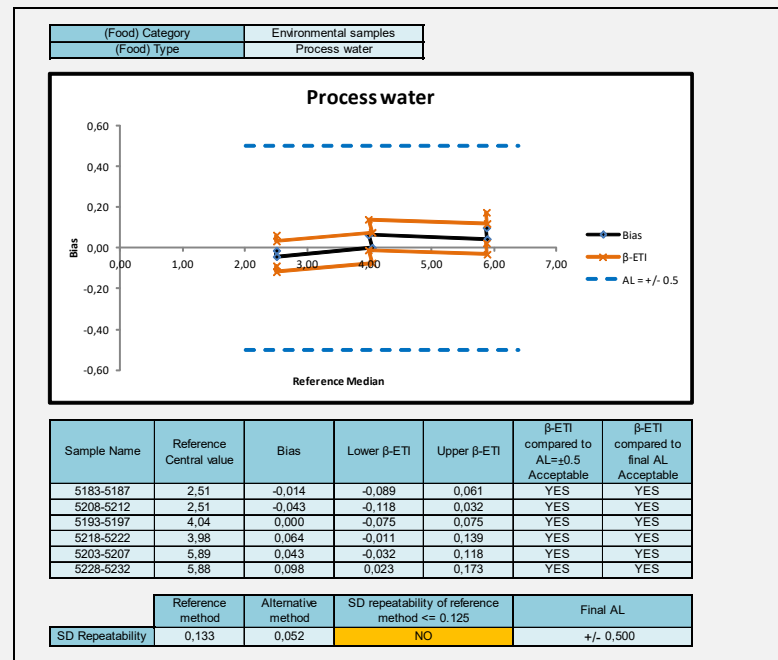 (Food) Category Environmental samples
(Food) Type Process water
Process water
0,60
0,40
0,20
0,00
-0,20
-0,40
-0,60
0,00 1,00 2,00 3,00 4,00 5,00 6,00 7,00
Bias
Reference Median
Bias
β-ETI
AL = +/- 0.5
Sample Name Reference Central value Bias Lower β-ETI Upper β-ETI β-ETI compared to AL=±0.5 Acceptable β-ETI compared to final AL Acceptable
5183-5187 2,51 -0,014 -0,089 0,061 YES YES
5208-5212 2,51 -0,043 -0,118 0,032 YES YES
5193-5197 4,04 0,000 -0,075 0,075 YES YES
5218-5222 3,98 0,064 -0,011 0,139 YES YES
5203-5207 5,89 0,043 -0,032 0,118 YES YES
5228-5232 5,88 0,098 0,023 0,173 YES YES
Reference method Alternative method SD repeatability of reference method <= 0.125 Final AL
SD Repeatability 0,133 0,052 NO +/- 0,500